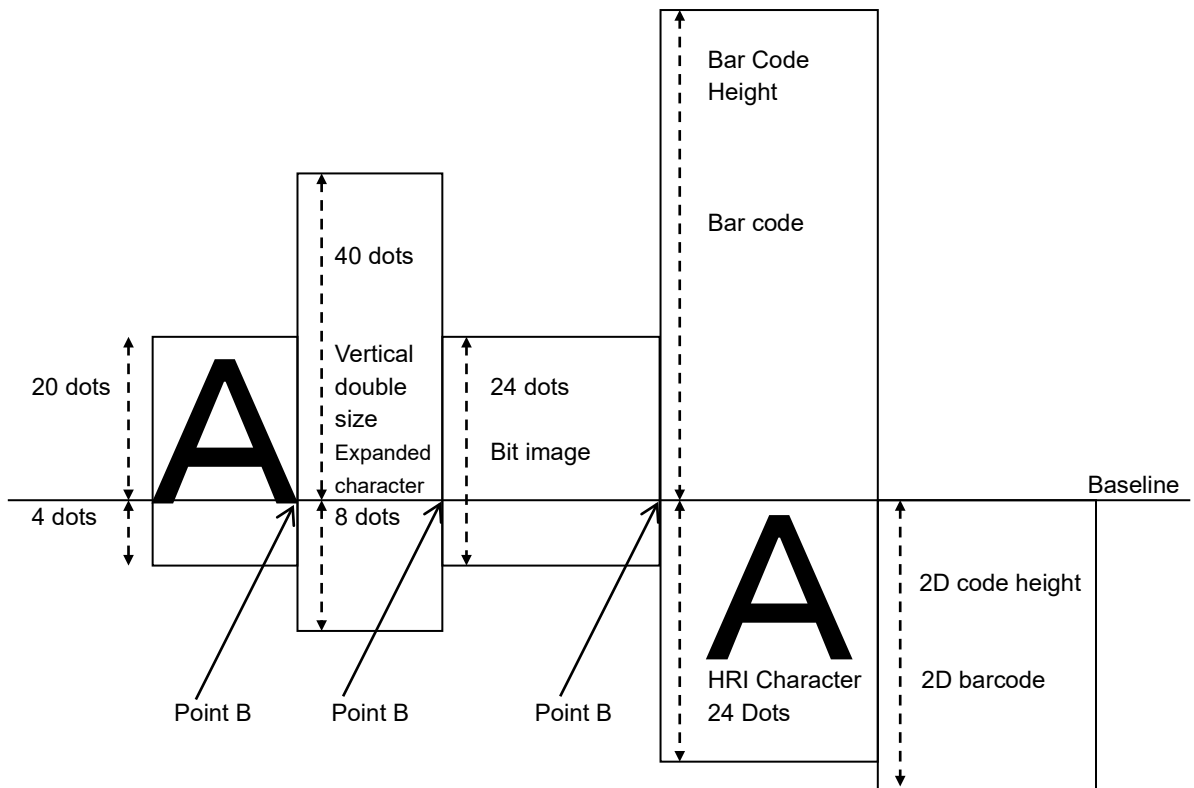 Bar Code
Height
Bar code
40 dots
Vertical
double
size
Expanded
character
20 dots
A
24 dots
Bit image
Baseline
4 dots
8 dots
A
2D code height
HRI Character
24 Dots
2D barcode
Point B
Point B
Point B